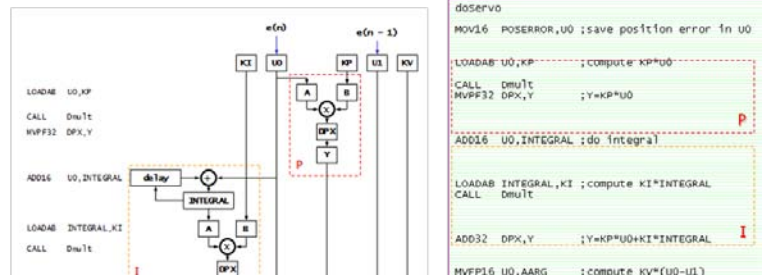 e(n)
e(n - 1)
KI
U0
KP
U1
KV
LOADAB U0,KP
A
B
X
CALL Dmult
DPX
MVPF32 DPX,Y
Y
P
ADD16 U0,INTEGRAL
delay
+
INTEGRAL
LOADAB INTEGRAL,KI
A
B
CALL Dmult
X
DPX
I
doservo
MOV16 POSERROR,U0 ;save position error in U0
LOADAB U0,KP ;compute KP*U0
CALL Dmult
MVPF32 DPX,Y ;Y=KP*U0
P
ADD16 U0,INTEGRAL ;do integral
LOADAB INTEGRAL,KI ;compute KI*INTEGRAL
CALL Dmult
I
ADD32 DPX,Y ;Y=KP*U0+KI*INTEGRAL
MVFP16 U0,AARG ;compute KV*(U0-U1)